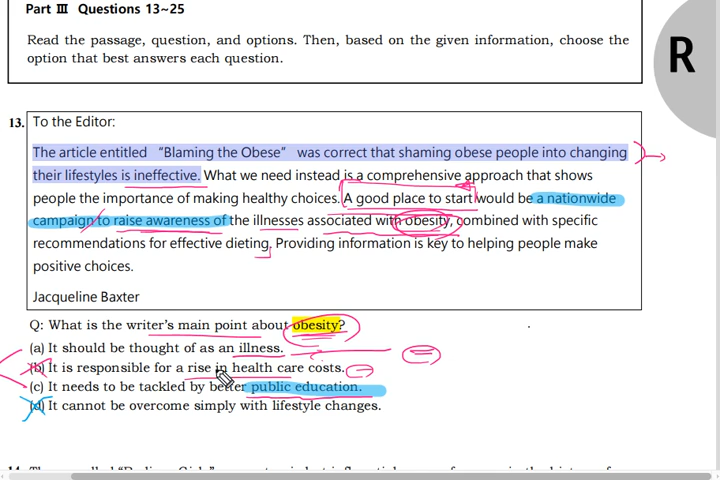 Part Ⅲ Questions 13~25
Read the passage, question, and options. Then, based on the given information, choose the
option that best answers each question.
R
13. To the Editor:
The article entitled “Blaming the Obese” was correct that shaming obese people into changing
their lifestyles is ineffective. What we need instead is a comprehensive approach that shows
people the importance of making healthy choices. A good place to start would be a nationwide
campaign to raise awareness of the illnesses associated with obesity, combined with specific
recommendations for effective dieting. Providing information is key to helping people make
positive choices.
Jacqueline Baxter
Q: What is the writer's main point about obesity?
(a) It should be thought of as an illness.
(b) It is responsible for a rise in health care costs.
(c) It needs to be tackled by better public education.
(d) It cannot be overcome simply with lifestyle changes.